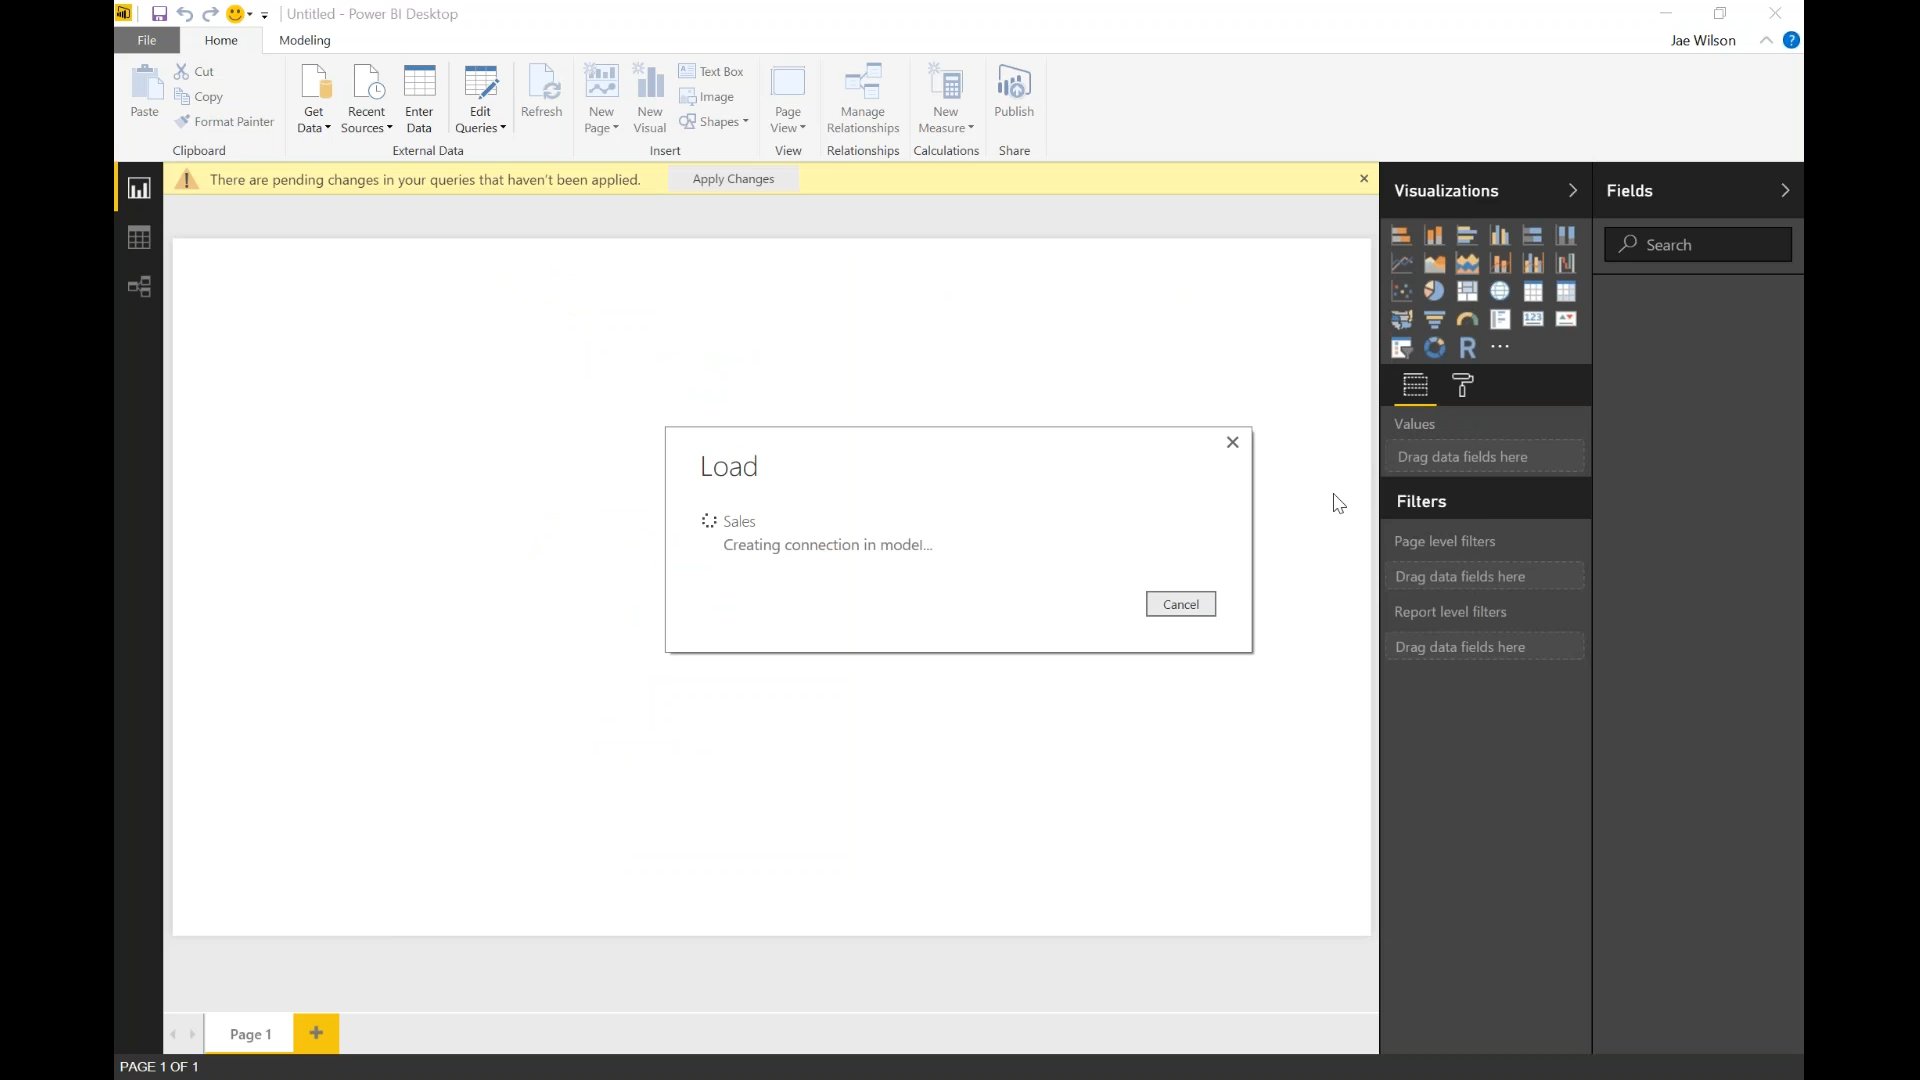 Untitled - Power BI Desktop
File Home Modeling Jae Wilson ?
Paste
Cut
Copy
Format Painter
Clipboard
Get Data
Recent Sources
Enter Data
Edit Queries
Refresh
External Data
New Page
New Visual
Text Box
Image
Shapes
Insert
Page View
View
Manage Relationships
Relationships
New Measure
Calculations
Publish
Share
There are pending changes in your queries that haven't been applied. Apply Changes
Load
Sales
Creating connection in model...
Cancel
Visualizations
123
R
Values
Drag data fields here
Filters
Page level filters
Drag data fields here
Report level filters
Drag data fields here
Fields
Search
Page 1
PAGE 1 OF 1